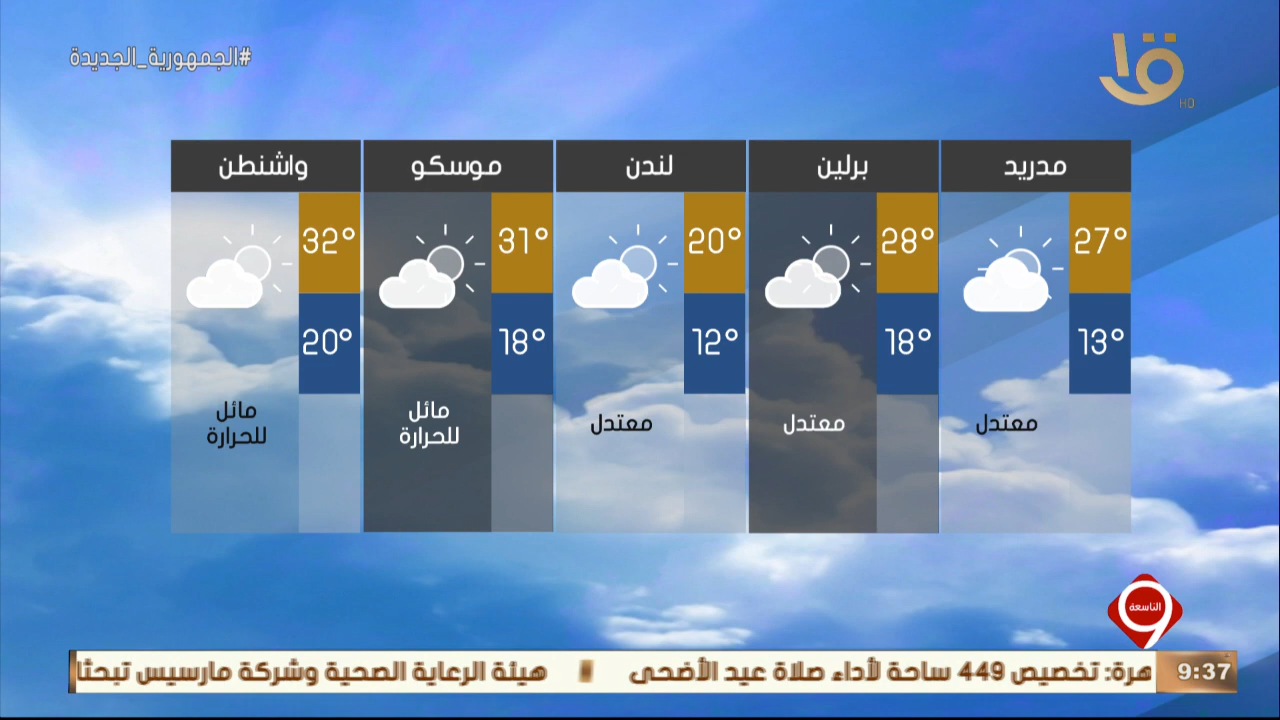 #الجمهورية_الجديدة
HD
مدريد
27°
13°
معتدل
برلين
28°
18°
معتدل
لندن
20°
12°
معتدل
موسكو
31°
18°
مائل
للحرارة
واشنطن
32°
20°
مائل
للحرارة
التاسعة
9
9:37
هرة: تخصيص 449 ساحة لأداء صلاة عيد الأضحى
هيئة الرعاية الصحية وشركة مارسيس تبحثا